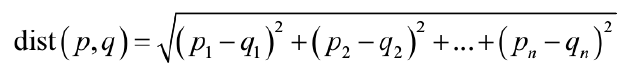 dist(p,q)=√((p₁−q₁)²+(p₂−q₂)²+...+(pₙ−qₙ)²)